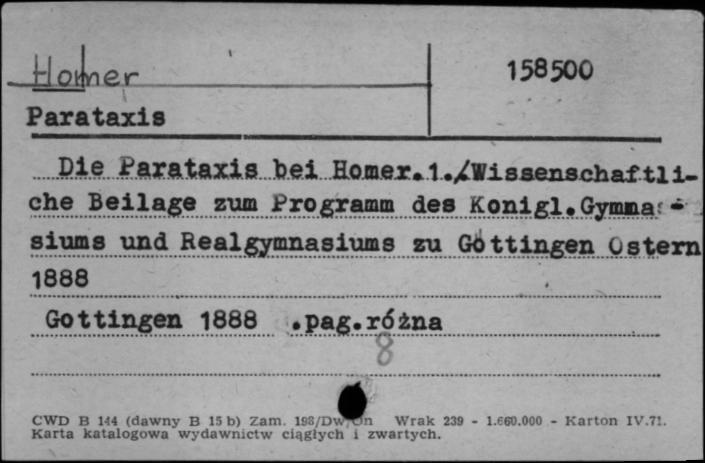 Homer
158500
Parataxis
Die Parataxis bei Homer.1./Wissenschaftli-
che Beilage zum Programm des Konigl.Gymna-
siums und Realgymnasiums zu Göttingen Ostern
1888
Gottingen 1888 .pag.różna
8
CWD B 144 (dawny B 15 b) Zam. 198/Dw/On Wrak 239 - 1.660.000 - Karton IV.71.
Karta katalogowa wydawnictw ciągłych i zwartych.